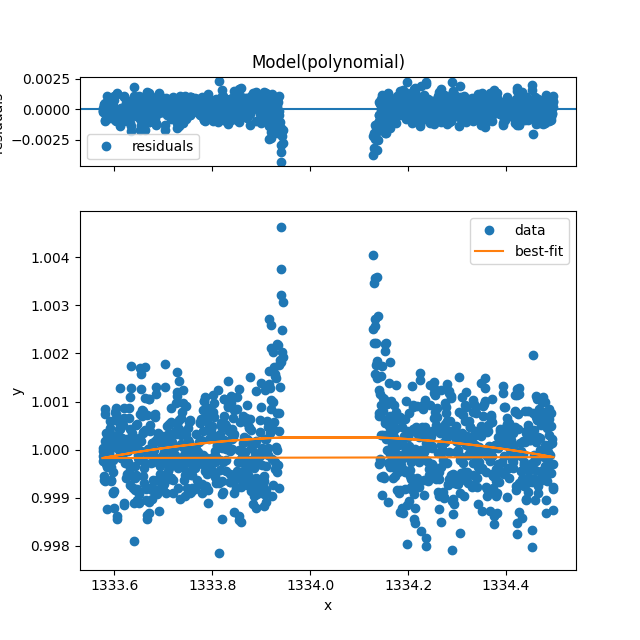 Model(polynomial)
0.0025
0.0000
−0.0025
residuals
1.004
1.003
1.002
1.001
1.000
0.999
0.998
y
data
best-fit
1333.6
1333.8
1334.0
1334.2
1334.4
x